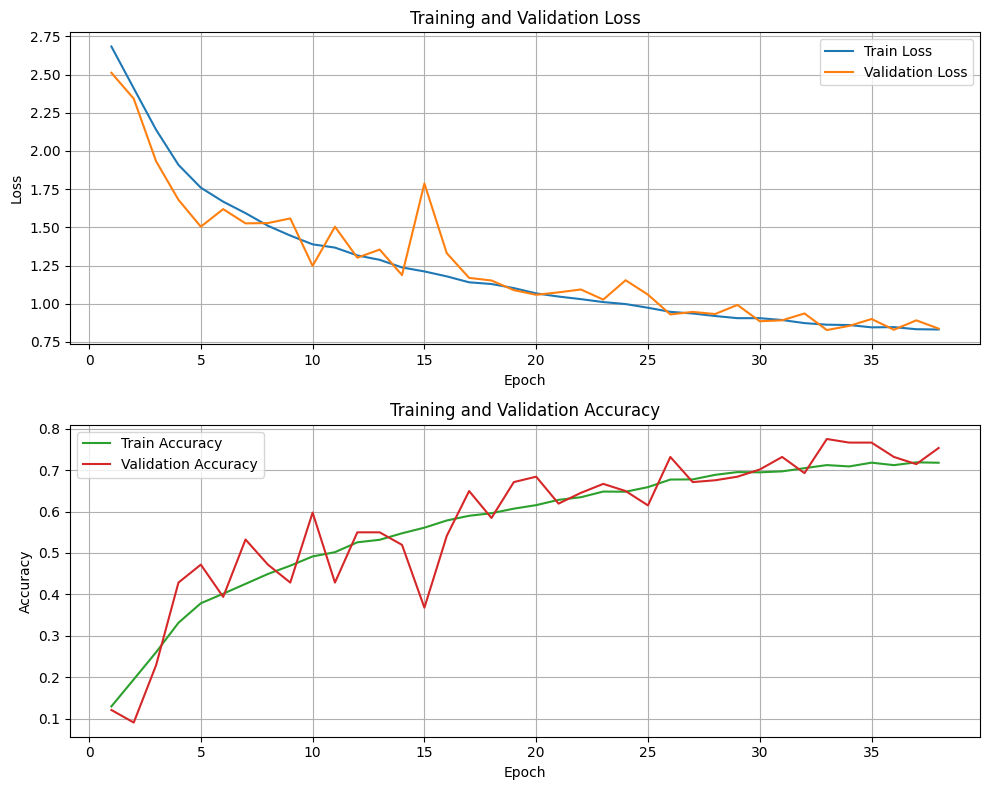 Training and Validation Loss
Train Loss
Validation Loss
2.75
2.50
2.25
2.00
1.75
1.50
1.25
1.00
0.75
Loss
0 5 10 15 20 25 30 35
Epoch
Training and Validation Accuracy
Train Accuracy
Validation Accuracy
0.8
0.7
0.6
0.5
0.4
0.3
0.2
0.1
Accuracy
0 5 10 15 20 25 30 35
Epoch